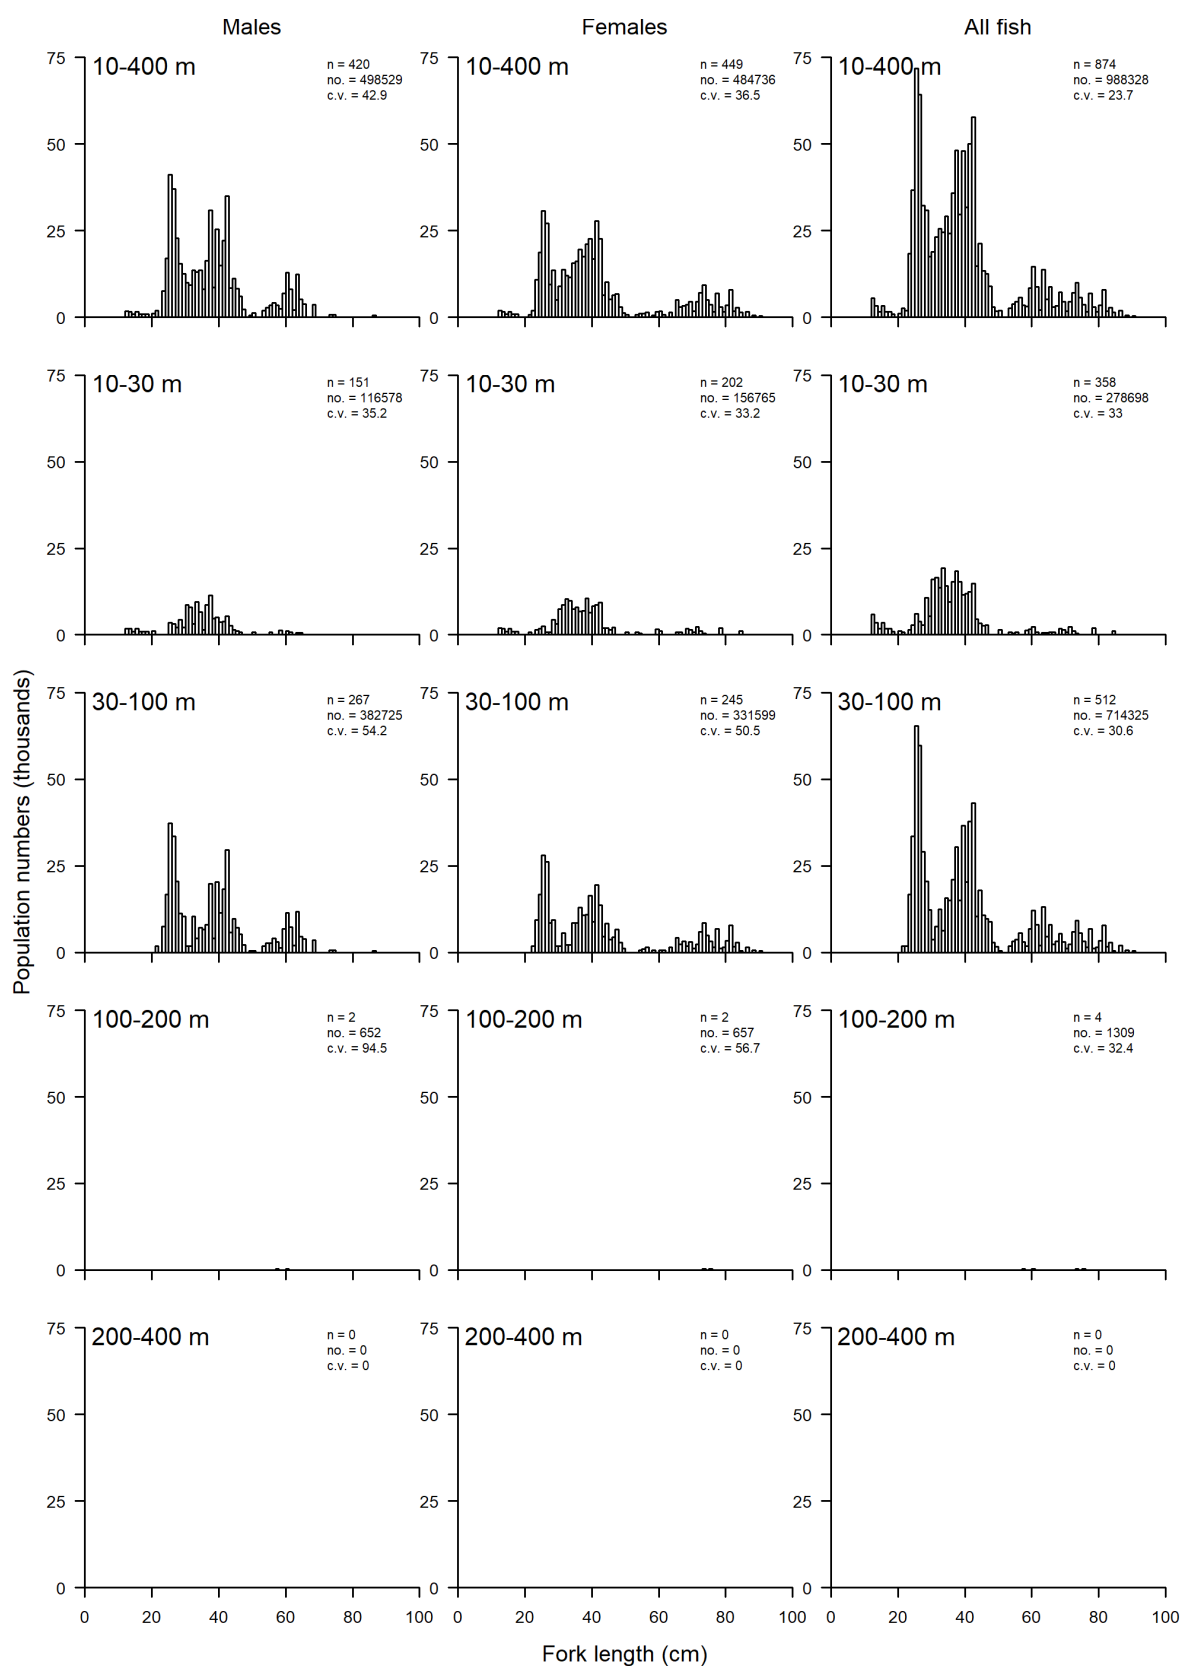 Males Females All fish
75 10-400 m n = 420 75 10-400 m n = 449 75 10-400 m n = 874
no. = 498529 no. = 484736 no. = 988328
c.v. = 42.9 c.v. = 36.5 c.v. = 23.7
50 50 50
25 25 25
0 0 0
75 10-30 m n = 151 75 10-30 m n = 202 75 10-30 m n = 358
no. = 116578 no. = 156765 no. = 278698
c.v. = 35.2 c.v. = 33.2 c.v. = 33
50 50 50
25 25 25
0 0 0
Population numbers (thousands)
75 30-100 m n = 267 75 30-100 m n = 245 75 30-100 m n = 512
no. = 382725 no. = 331599 no. = 714325
c.v. = 54.2 c.v. = 50.5 c.v. = 30.6
50 50 50
25 25 25
0 0 0
75 100-200 m n = 2 75 100-200 m n = 2 75 100-200 m n = 4
no. = 652 no. = 657 no. = 1309
c.v. = 94.5 c.v. = 56.7 c.v. = 32.4
50 50 50
25 25 25
0 0 0
75 200-400 m n = 0 75 200-400 m n = 0 75 200-400 m n = 0
no. = 0 no. = 0 no. = 0
c.v. = 0 c.v. = 0 c.v. = 0
50 50 50
25 25 25
0 0 0
0 20 40 60 80 100 0 20 40 60 80 100 0 20 40 60 80 100
Fork length (cm)